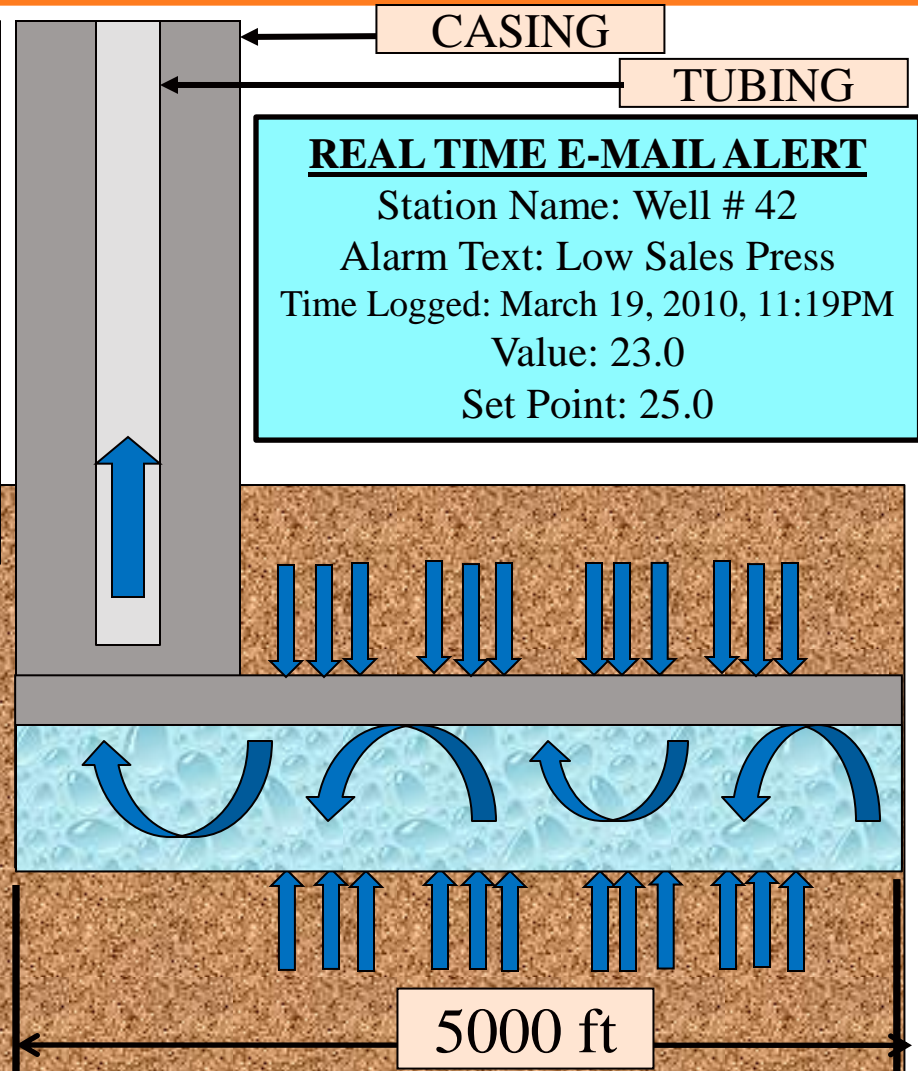 CASING
TUBING
REAL TIME E-MAIL ALERT
Station Name: Well # 42
Alarm Text: Low Sales Press
Time Logged: March 19, 2010, 11:19PM
Value: 23.0
Set Point: 25.0
5000 ft